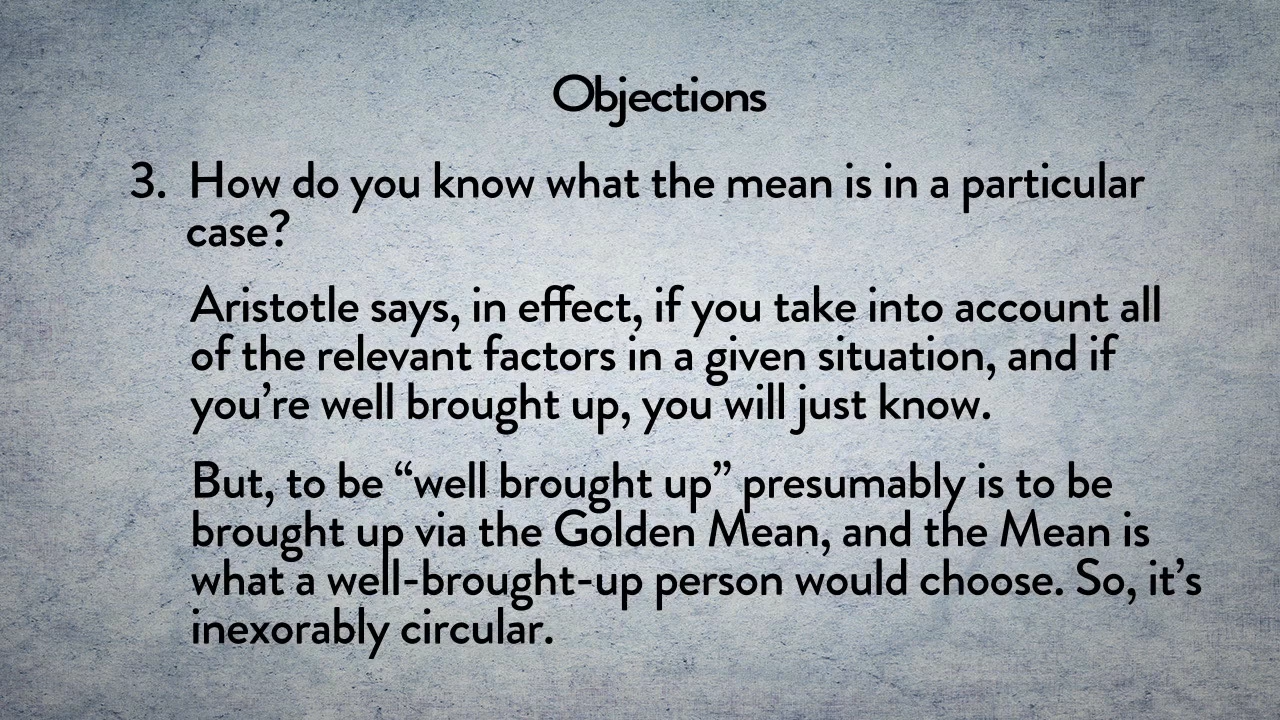 Objections
3. How do you know what the mean is in a particular
case?
Aristotle says, in effect, if you take into account all
of the relevant factors in a given situation, and if
you’re well brought up, you will just know.
But, to be “well brought up” presumably is to be
brought up via the Golden Mean, and the Mean is
what a well-brought-up person would choose. So, it’s
inexorably circular.